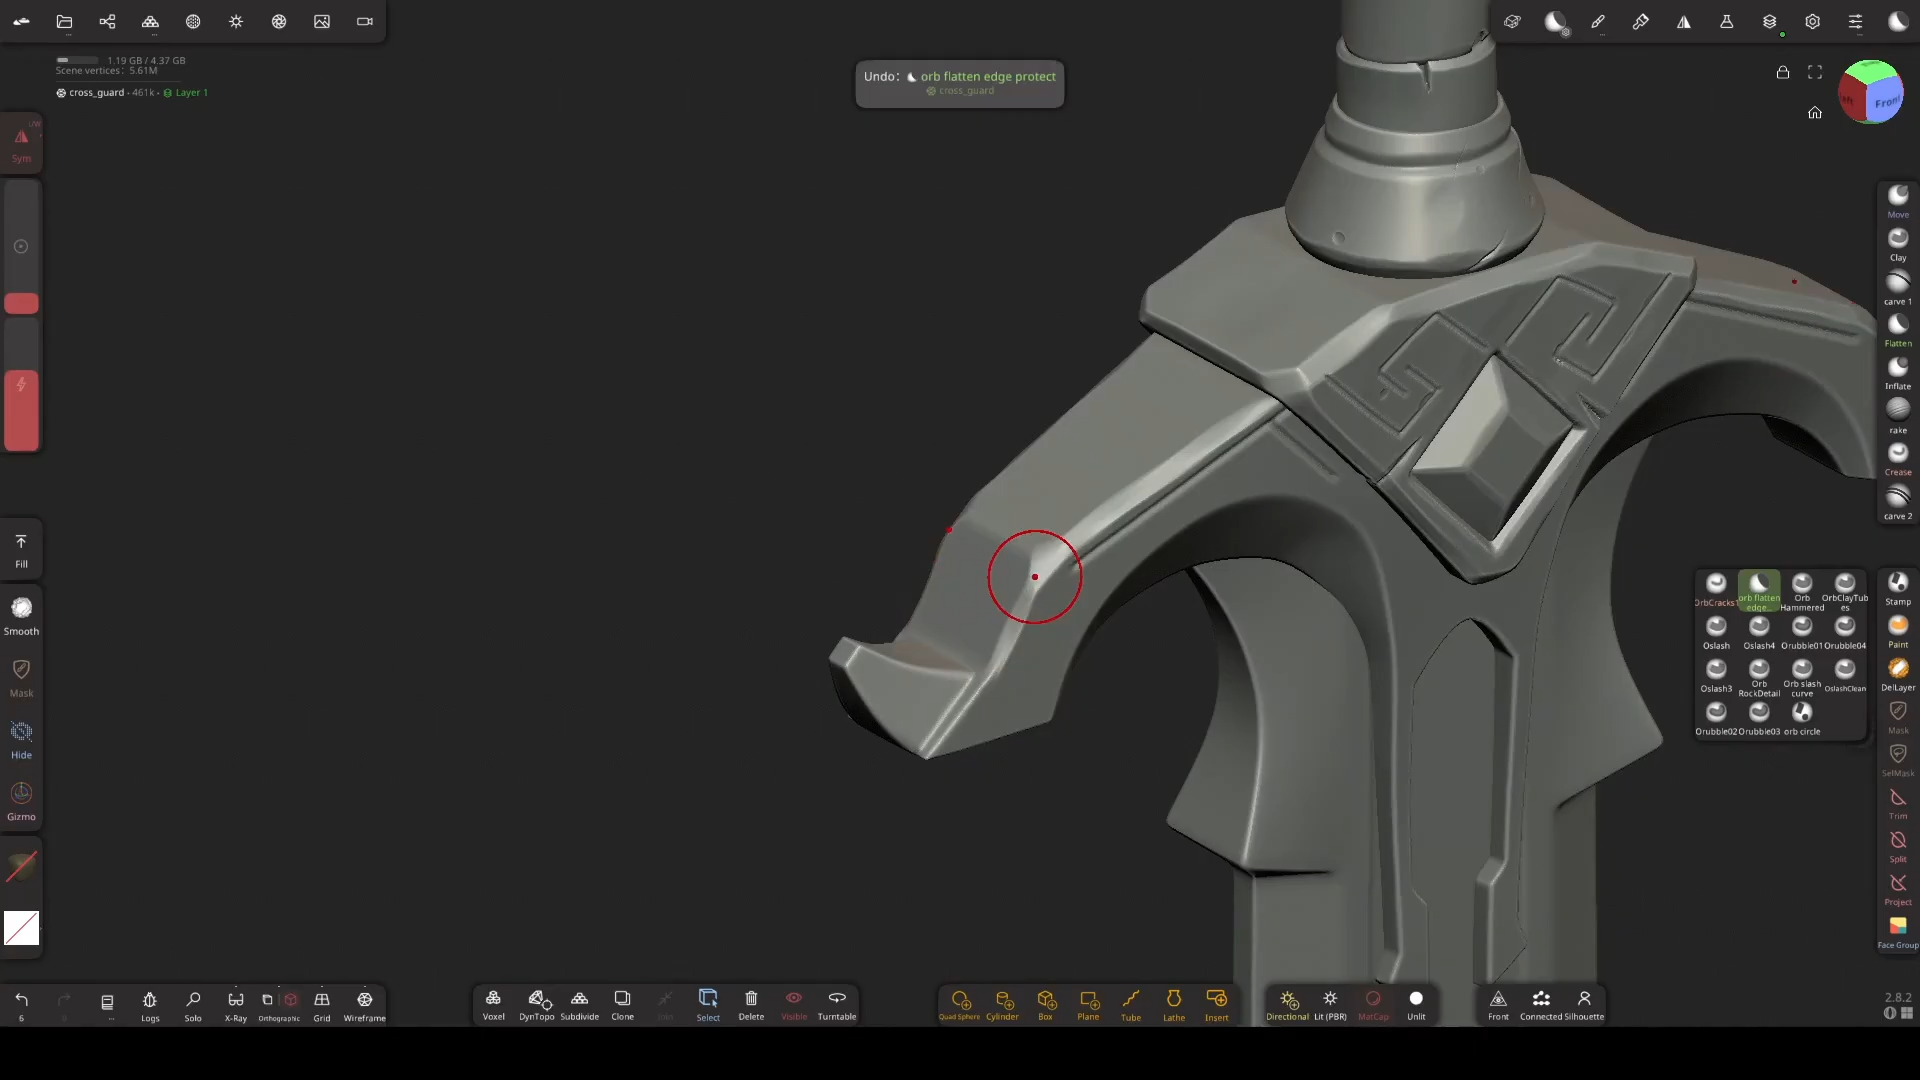 1.19 GB / 4.37 GB
Scene vertices: 5.61M
cross_guard · 461k · Layer 1
Undo: orb flatten edge protect
cross_guard
Front
L/W
Sym
Fill
Smooth
Mask
Hide
Gizmo
Move
Clay
carve 1
Flatten
Inflate
rake
Crease
carve 2
OrbCracks
orb flatten edge..
Orb Hammered
OrbClayTubes
Oslash
Oslash4
Orubble01
Orubble04
Oslash3
Orb RockDetail
Orb slash curve
OslashClean
Orubble02
Orubble03
orb circle
Stamp
Paint
DelLayer
Mask
SelMask
Trim
Split
Project
Face Group
6
0
...
Logs
Solo
X-Ray
Orthographic
Grid
Wireframe
Voxel
DynTopo
Subdivide
Clone
Join
Select
Delete
Visible
Turntable
Quad Sphere
Cylinder
Box
Plane
Tube
Lathe
Insert
Directional
Lit (PBR)
MatCap
Unlit
Front
Connected
Silhouette
2.8.2